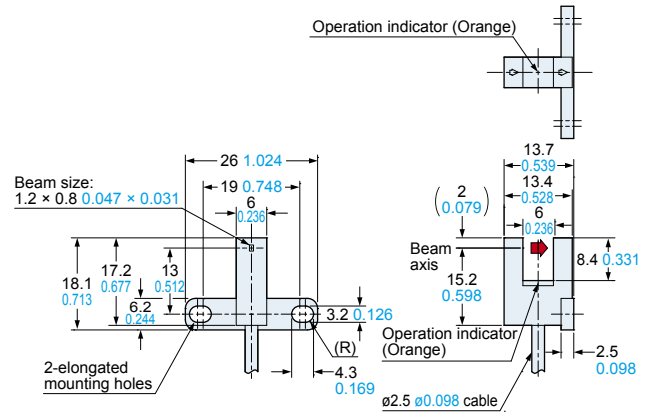 Operation indicator (Orange)
26 1.024
19 0.748
6
0.236
Beam size:
1.2 × 0.8 0.047 × 0.031
18.1
0.713
17.2
0.677
13
0.512
6.2
0.244
3.2 0.126
(R)
4.3
0.169
2-elongated
mounting holes
13.7
0.539
13.4
0.528
6
0.236
( 2
0.079 )
Beam
axis
15.2
0.598
8.4 0.331
Operation indicator
(Orange)
2.5
0.098
ø2.5 ø0.098 cable